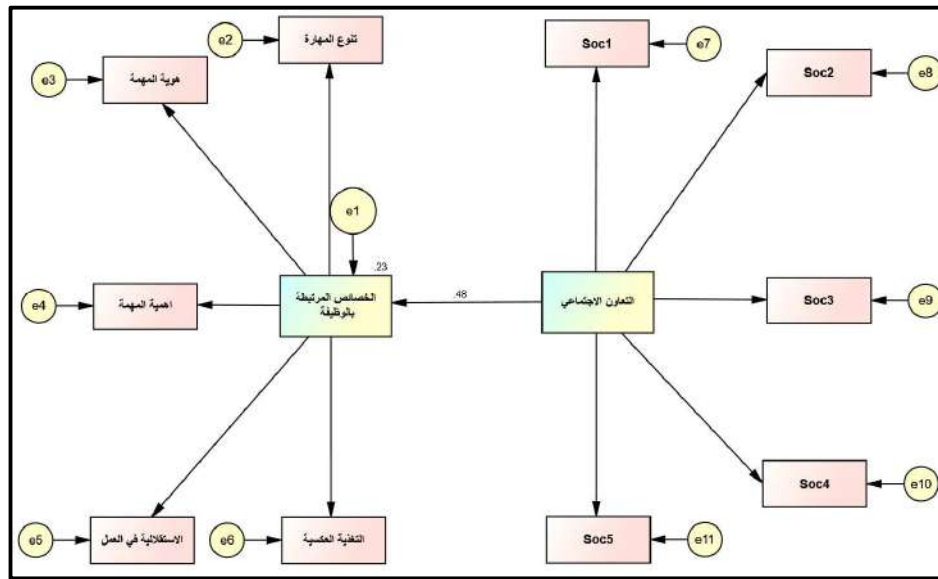 e2
تنوع المهارة
Soc1
e7
e3
هوية المهمة
Soc2
e8
e1
.23
الخصائص المرتبطة
بالوظيفة
.48
التعاون الاجتماعي
e4
اهمية المهمة
Soc3
e9
Soc4
e10
e5
الاستقلالية في العمل
e6
التغذية العكسية
Soc5
e11